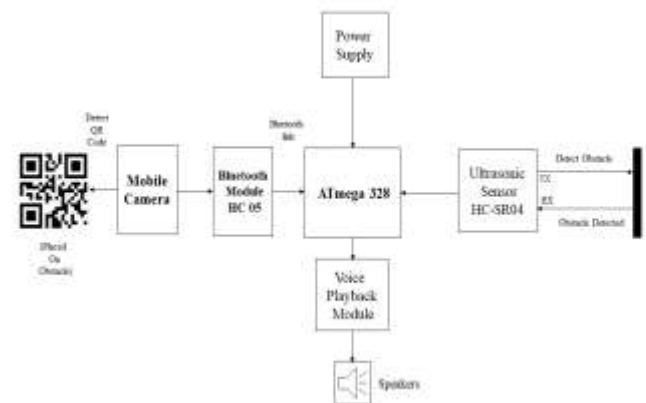 Power
Supply
Detect
QR
Code
Bluetooth
link
Mobile
Camera
Bluetooth
Module
HC 05
ATmega 328
Ultrasonic
Sensor
HC-SR04
Detect Obstacle
TX
RX
Obstacle Detected
(Placed
On
Obstacle)
Voice
Playback
Module
Speakers